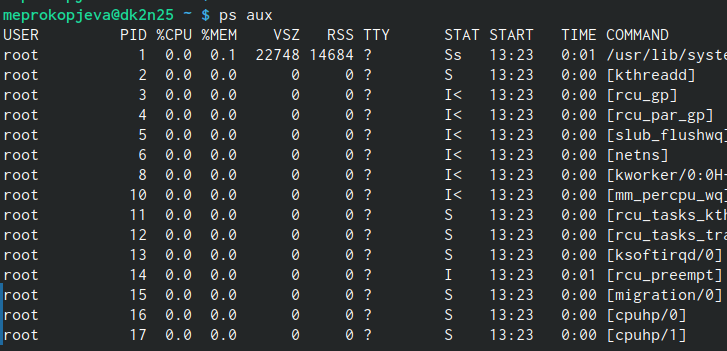 meprokopjeva@dk2n25 ~ $ ps aux
USER PID %CPU %MEM VSZ RSS TTY STAT START TIME COMMAND
root 1 0.0 0.1 22748 14684 ? Ss 13:23 0:01 /usr/lib/syste
root 2 0.0 0.0 0 0 ? S 13:23 0:00 [kthreadd]
root 3 0.0 0.0 0 0 ? I< 13:23 0:00 [rcu_gp]
root 4 0.0 0.0 0 0 ? I< 13:23 0:00 [rcu_par_gp]
root 5 0.0 0.0 0 0 ? I< 13:23 0:00 [slub_flushwq]
root 6 0.0 0.0 0 0 ? I< 13:23 0:00 [netns]
root 8 0.0 0.0 0 0 ? I< 13:23 0:00 [kworker/0:0H-
root 10 0.0 0.0 0 0 ? I< 13:23 0:00 [mm_percpu_wq]
root 11 0.0 0.0 0 0 ? S 13:23 0:00 [rcu_tasks_kth
root 12 0.0 0.0 0 0 ? S 13:23 0:00 [rcu_tasks_tra
root 13 0.0 0.0 0 0 ? S 13:23 0:00 [ksoftirqd/0]
root 14 0.0 0.0 0 0 ? I 13:23 0:01 [rcu_preempt]
root 15 0.0 0.0 0 0 ? S 13:23 0:00 [migration/0]
root 16 0.0 0.0 0 0 ? S 13:23 0:00 [cpuhp/0]
root 17 0.0 0.0 0 0 ? S 13:23 0:00 [cpuhp/1]